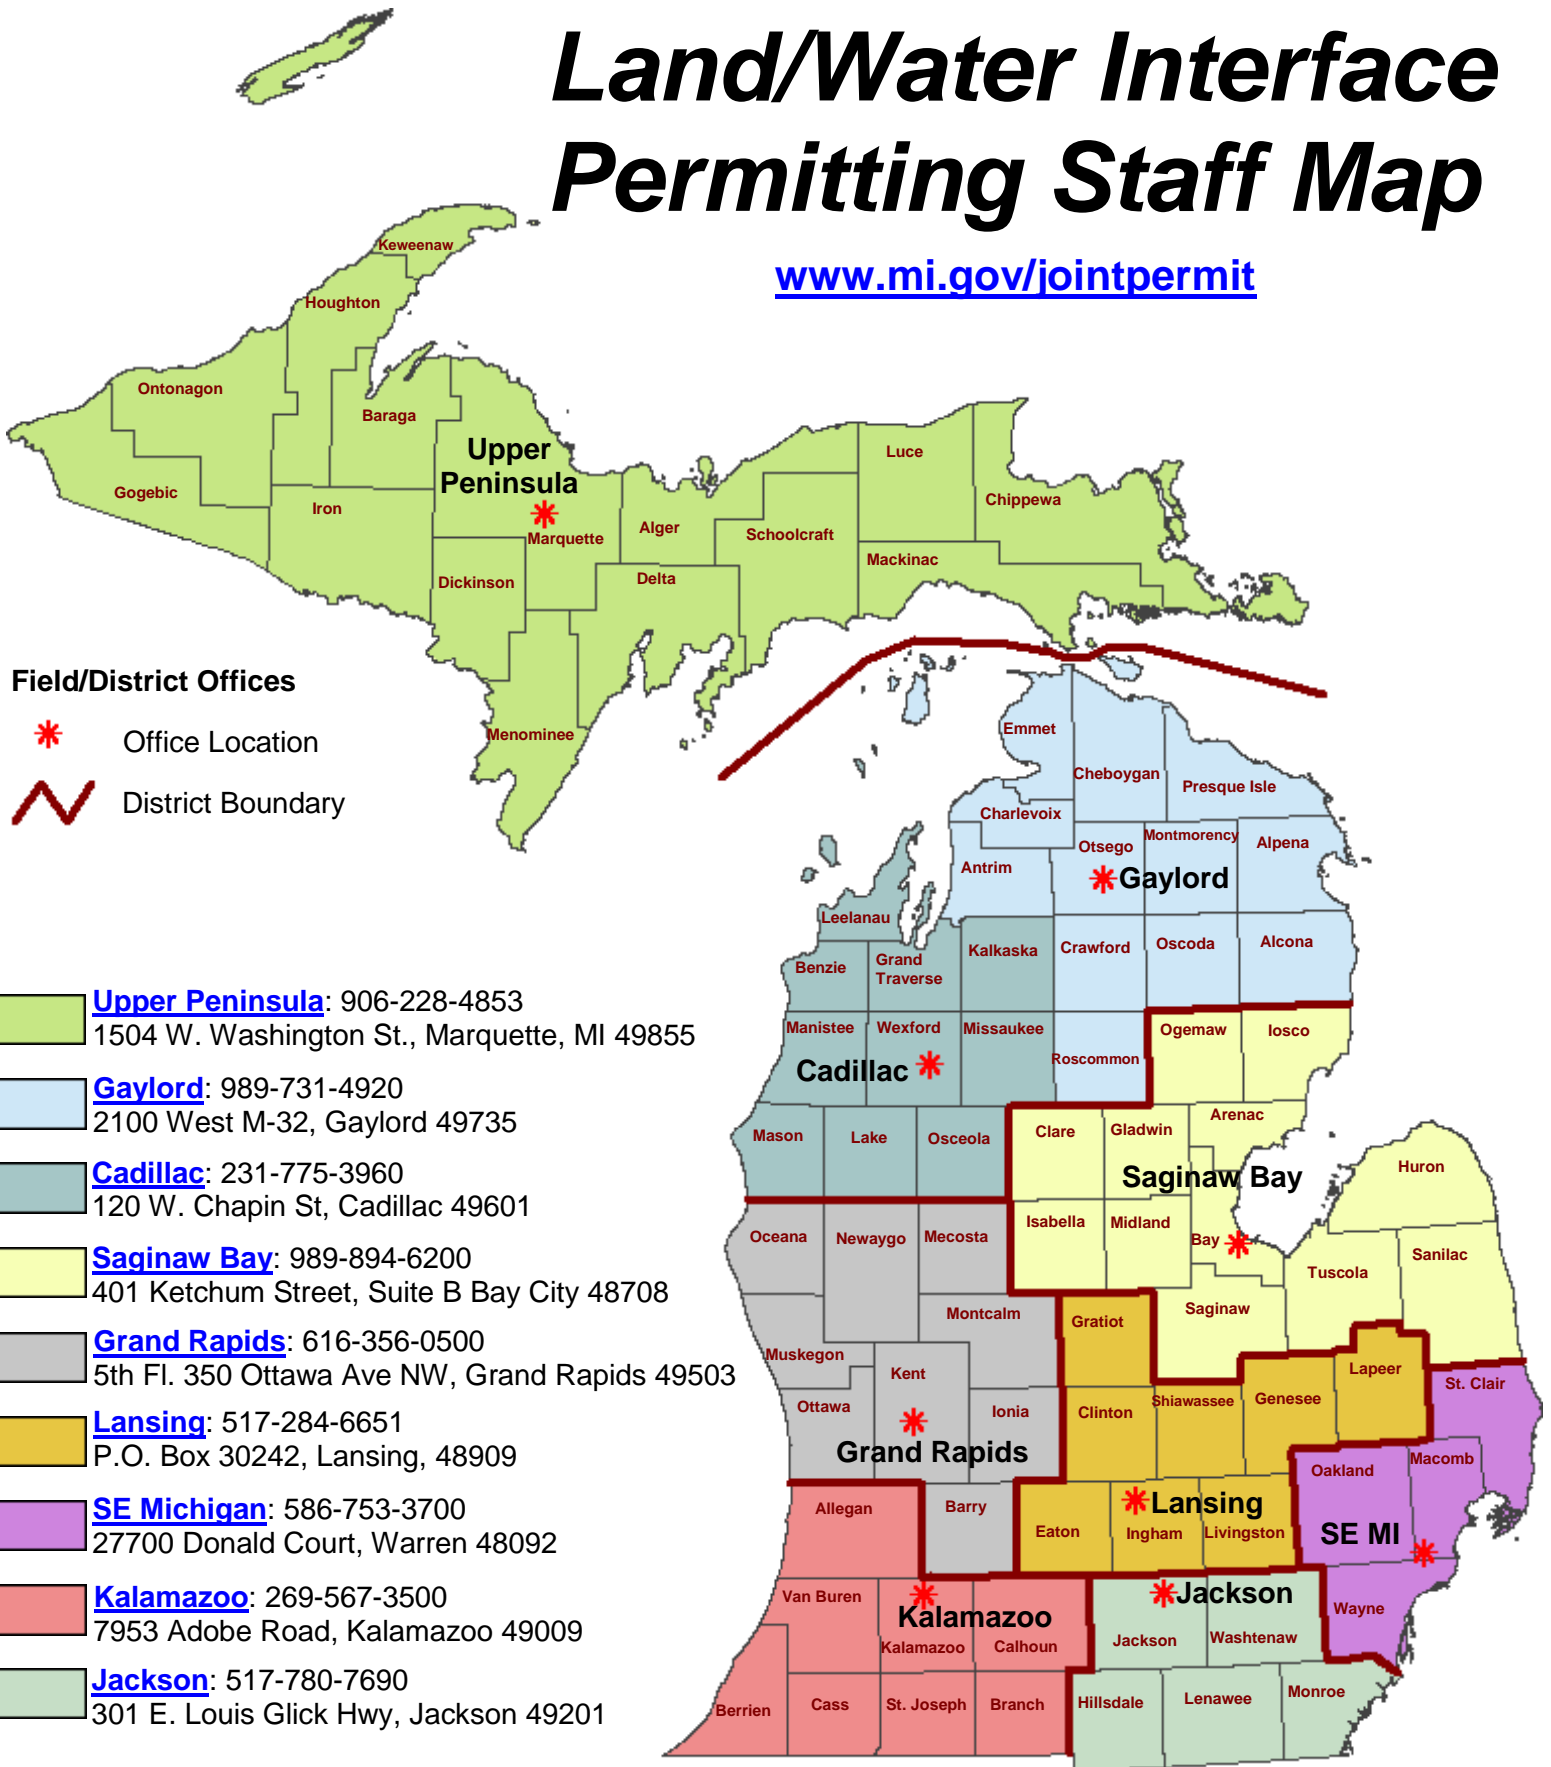 Land/Water Interface
Permitting Staff Map
www.mi.gov/jointpermit
Keweenaw
Houghton
Ontonagon
Baraga
Upper
Peninsula
Luce
Gogebic
Iron
Chippewa
Marquette
Alger
Schoolcraft
Mackinac
Dickinson
Delta
Menominee
Field/District Offices
Office Location
District Boundary
Emmet
Cheboygan
Presque Isle
Charlevoix
Otsego
Montmorency
Alpena
Antrim
Gaylord
Leelanau
Benzie
Grand
Traverse
Kalkaska
Crawford
Oscoda
Alcona
Manistee
Wexford
Missaukee
Roscommon
Ogemaw
Iosco
Cadillac
Mason
Lake
Osceola
Clare
Gladwin
Arenac
Saginaw Bay
Huron
Oceana
Newaygo
Mecosta
Isabella
Midland
Bay
Tuscola
Sanilac
Montcalm
Gratiot
Saginaw
Muskegon
Kent
Lapeer
St. Clair
Ottawa
Ionia
Clinton
Shiawassee
Genesee
Grand Rapids
Oakland
Macomb
Allegan
Barry
Eaton
Lansing
Ingham
Livingston
SE MI
Van Buren
Kalamazoo
Kalamazoo
Calhoun
Jackson
Jackson
Washtenaw
Wayne
Berrien
Cass
St. Joseph
Branch
Hillsdale
Lenawee
Monroe
Upper Peninsula: 906-228-4853
1504 W. Washington St., Marquette, MI 49855
Gaylord: 989-731-4920
2100 West M-32, Gaylord 49735
Cadillac: 231-775-3960
120 W. Chapin St, Cadillac 49601
Saginaw Bay: 989-894-6200
401 Ketchum Street, Suite B Bay City 48708
Grand Rapids: 616-356-0500
5th Fl. 350 Ottawa Ave NW, Grand Rapids 49503
Lansing: 517-284-6651
P.O. Box 30242, Lansing, 48909
SE Michigan: 586-753-3700
27700 Donald Court, Warren 48092
Kalamazoo: 269-567-3500
7953 Adobe Road, Kalamazoo 49009
Jackson: 517-780-7690
301 E. Louis Glick Hwy, Jackson 49201